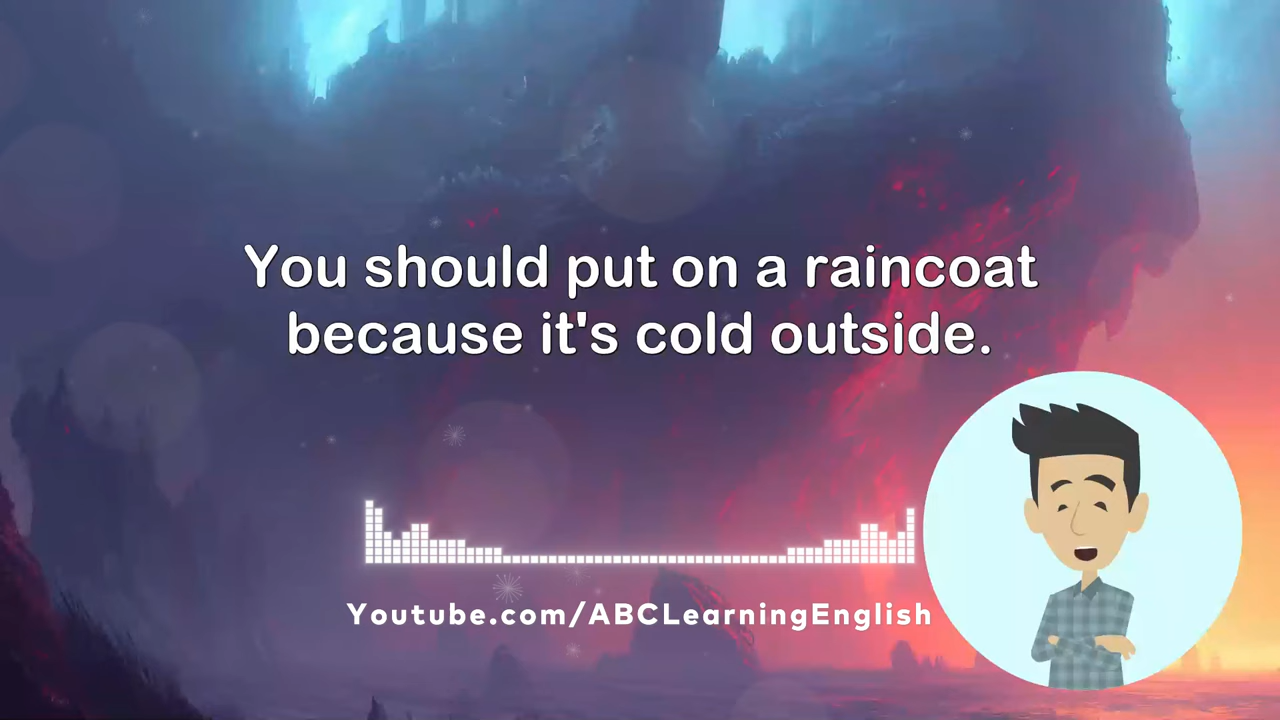 You should put on a raincoat
because it's cold outside.
Youtube.com/ABCLearningEnglish